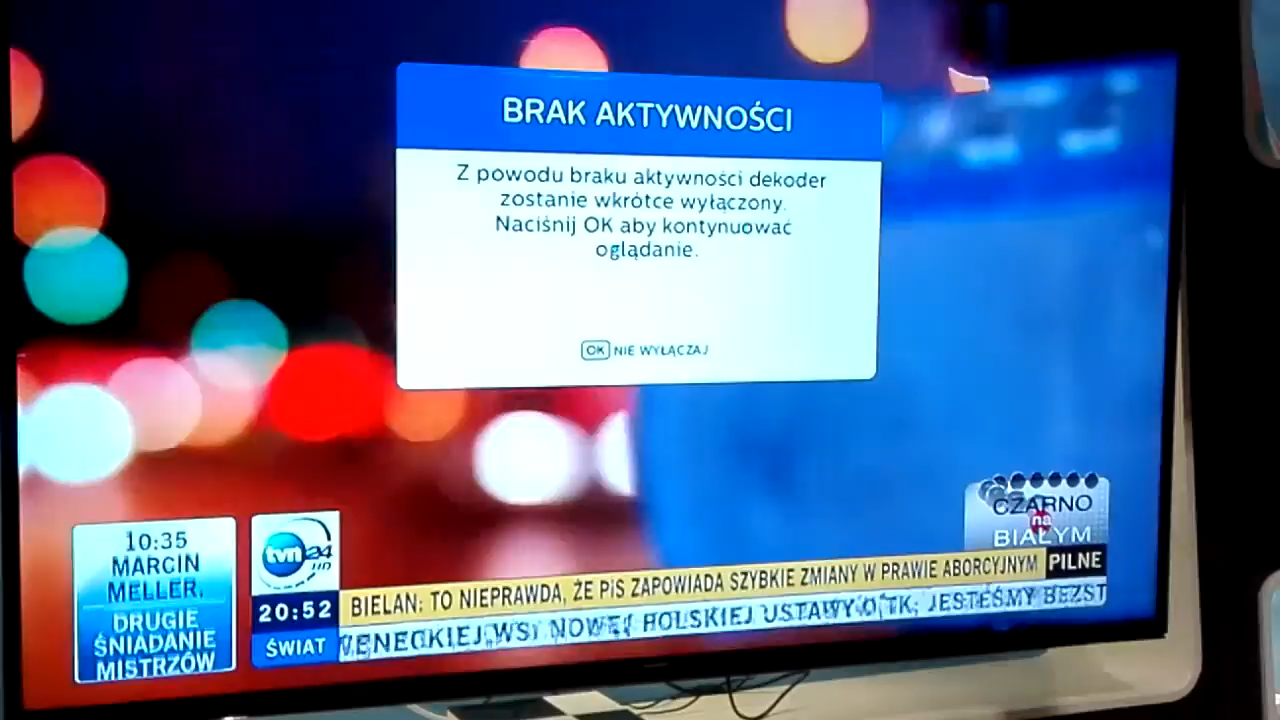 BRAK AKTYWNOŚCI
Z powodu braku aktywności dekoder
zostanie wkrótce wyłączony.
Naciśnij OK aby kontynuować
oglądanie.
OK NIE WYŁĄCZAJ
10:35
MARCIN
MELLER.
DRUGIE
ŚNIADANIE
MISTRZÓW
tvn 24
HD
CZARNO
na
BIAŁYM
20:52
BIELAN: TO NIEPRAWDA, ŻE PiS ZAPOWIADA SZYBKIE ZMIANY W PRAWIE ABORCYJNYM
PILNE
ŚWIAT
WENECKIEJ WS. NOWEJ POLSKIEJ USTAWY O TK; JESTEŚMY BEZST